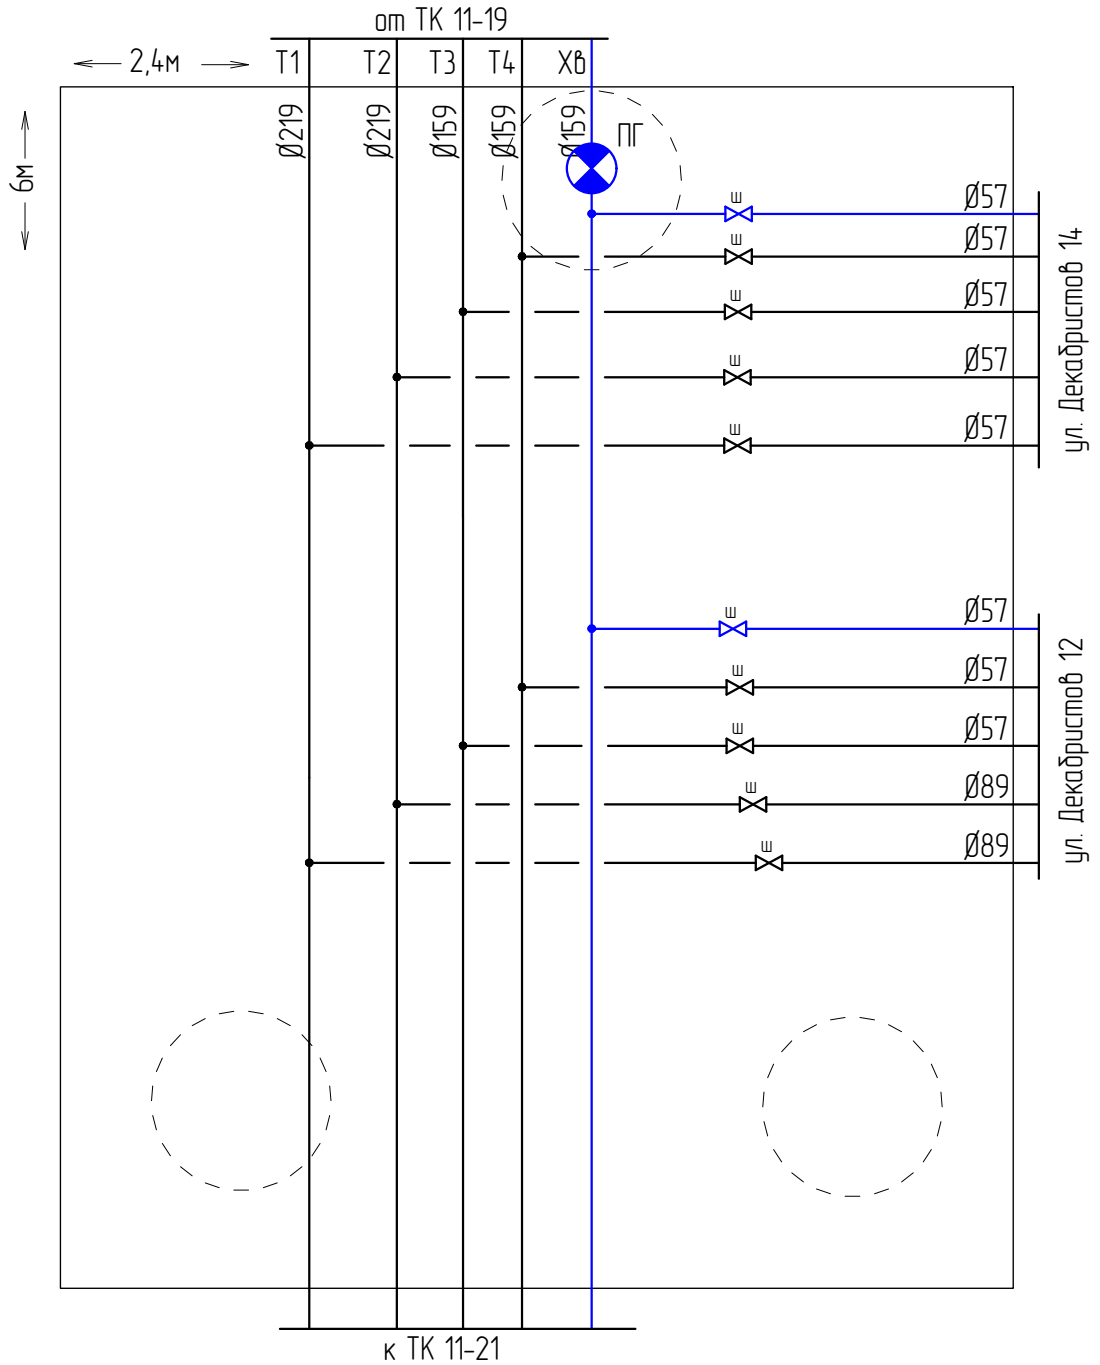 от ТК 11-19
2,4м
Т1 Т2 Т3 Т4 Хв
6м
Ø219 Ø219 Ø159 Ø159 Ø159
ПГ
ш Ø57
ш Ø57
ш Ø57
ш Ø57
ш Ø57
ул. Декабристов 14
ш Ø57
ш Ø57
ш Ø57
ш Ø89
ш Ø89
ул. Декабристов 12
к ТК 11-21